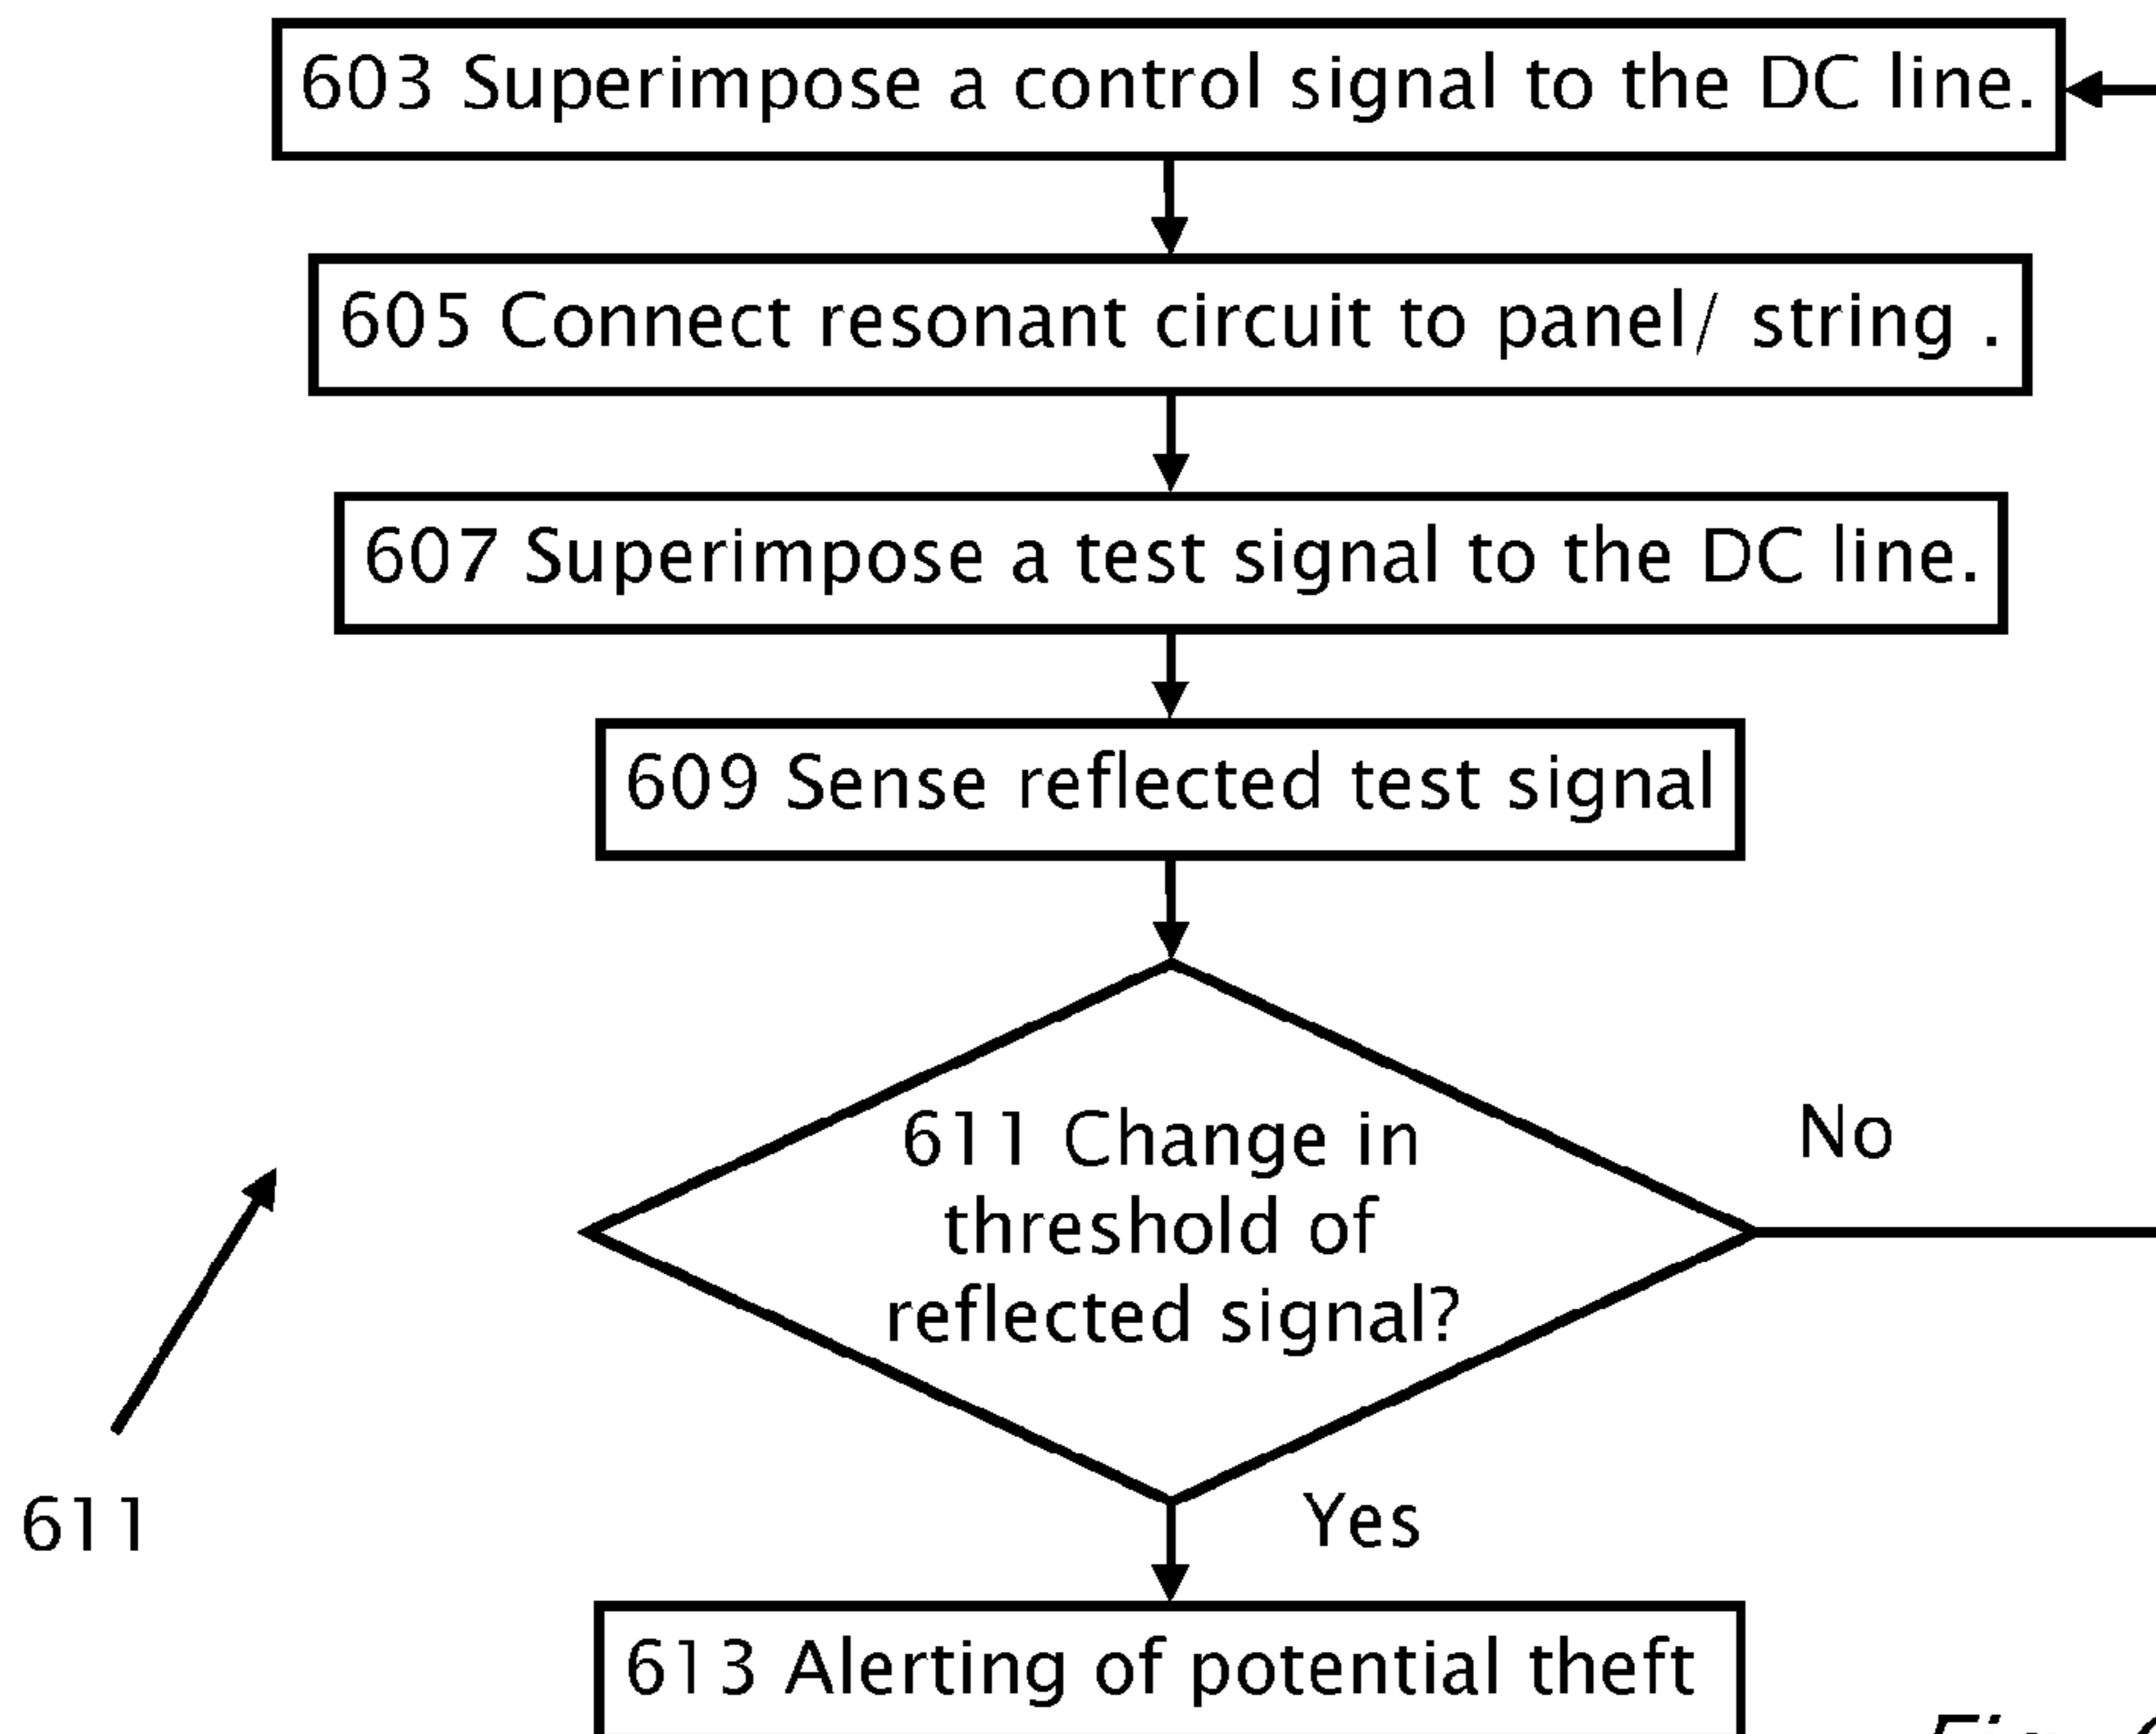 603 Superimpose a control signal to the DC line.
605 Connect resonant circuit to panel/ string .
607 Superimpose a test signal to the DC line.
609 Sense reflected test signal
611 Change in
threshold of
reflected signal?
No
Yes
611
613 Alerting of potential theft